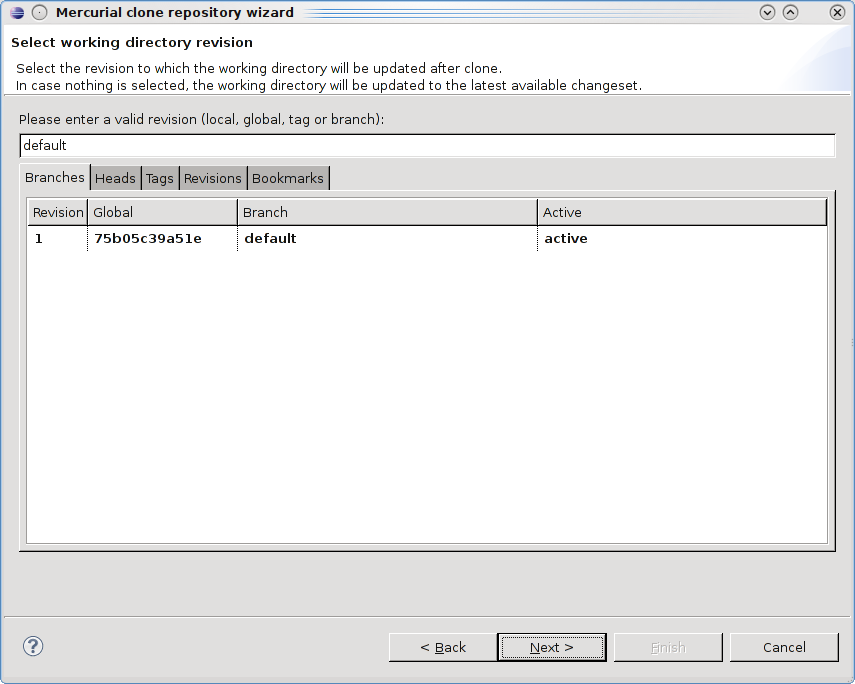 Mercurial clone repository wizard
Select working directory revision
Select the revision to which the working directory will be updated after clone.
In case nothing is selected, the working directory will be updated to the latest available changeset.
Please enter a valid revision (local, global, tag or branch):
default
Branches Heads Tags Revisions Bookmarks
Revision Global Branch Active
1 75b05c39a51e default active
? < Back Next > Finish Cancel